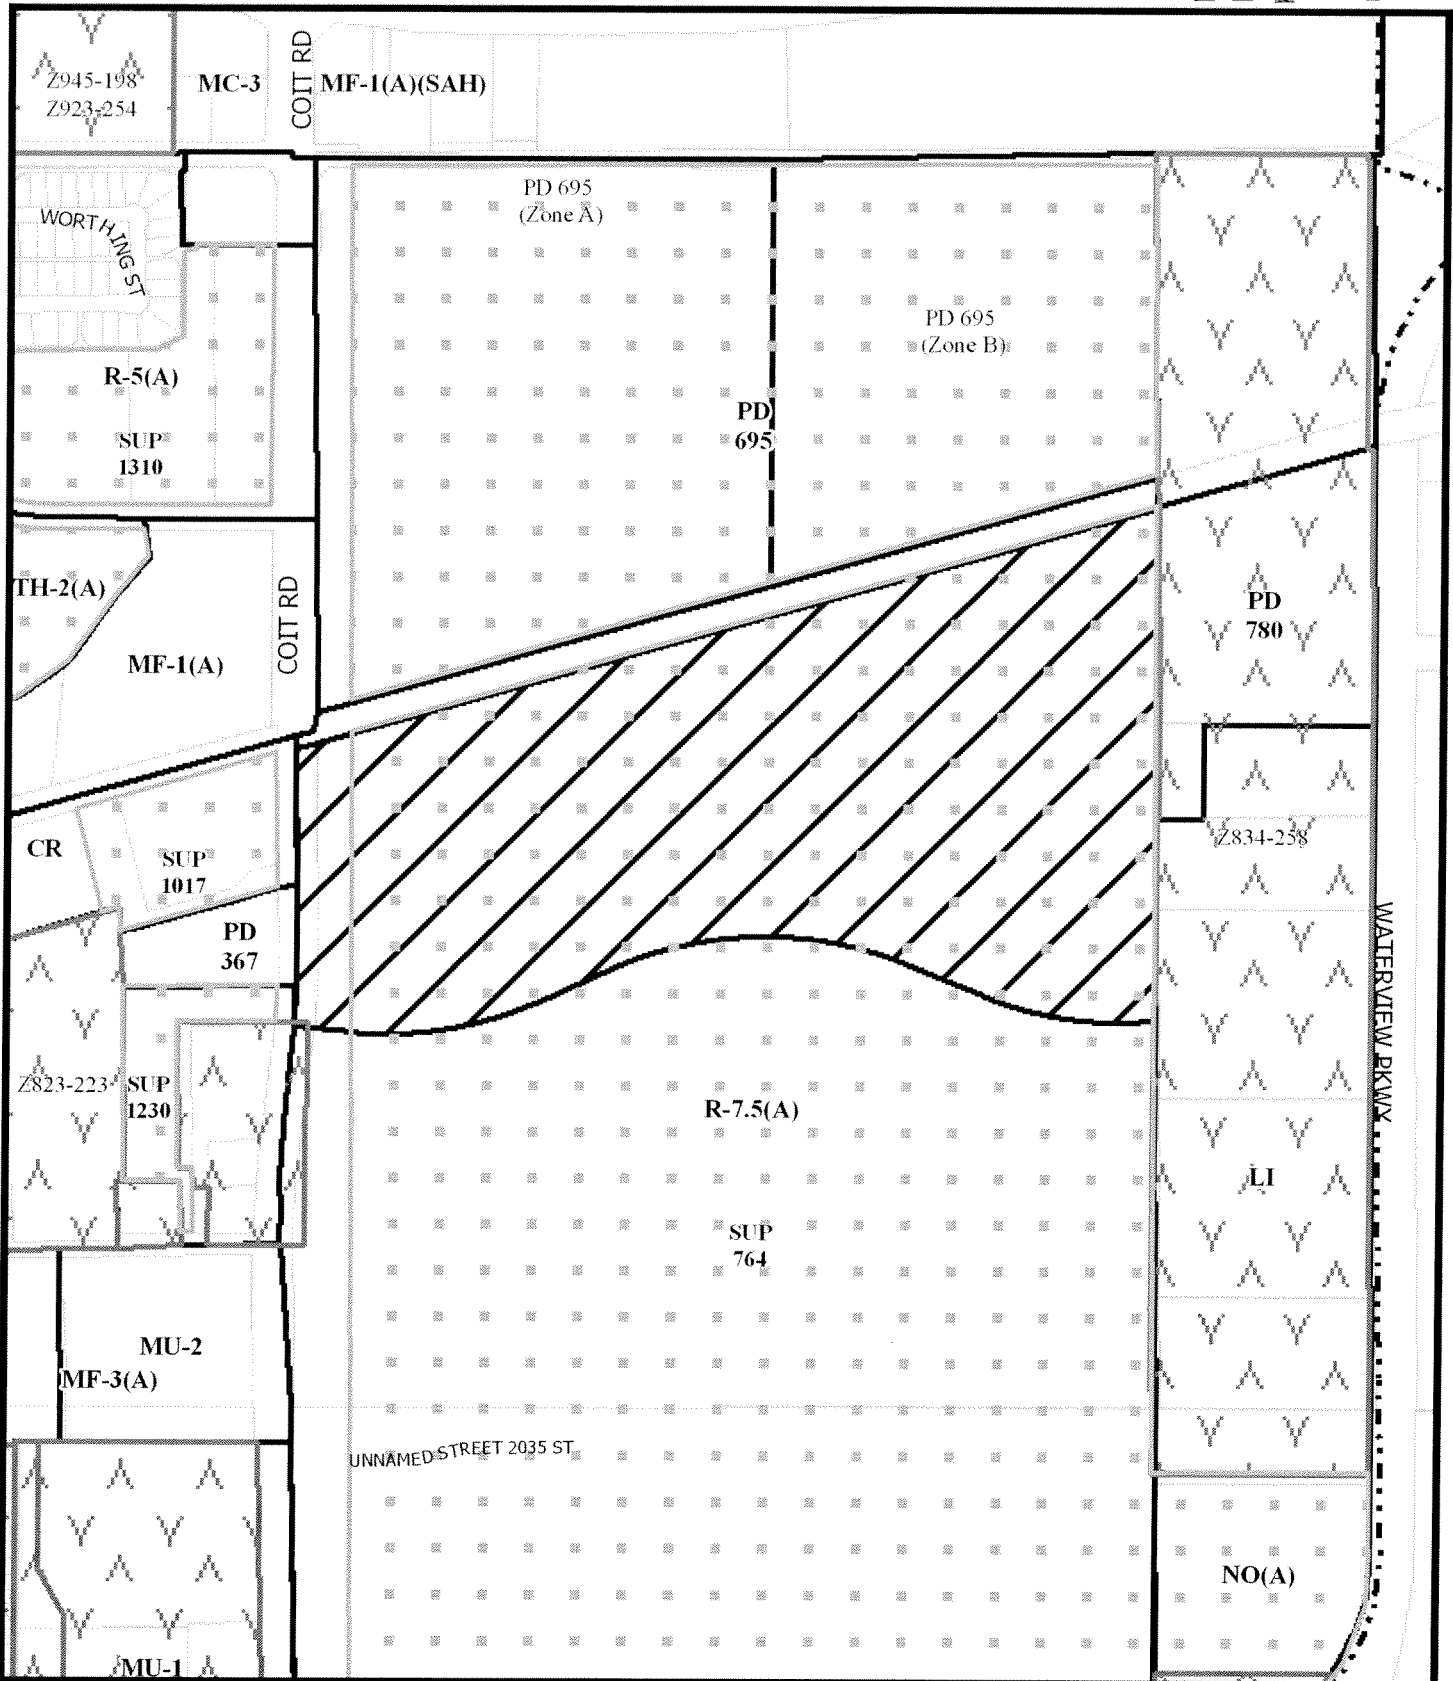 Z945-198
Z923-254
MC-3
COIT RD
MF-1(A)(SAH)
WORTHING ST
PD 695
(Zone A)
PD 695
(Zone B)
R-5(A)
SUP
1310
PD
695
TH-2(A)
MF-1(A)
COIT RD
PD
780
CR
SUP
1017
Z834-258
PD
367
WATERVIEW PKWY
Z823-223
SUP
1230
R-7.5(A)
LI
SUP
764
MU-2
MF-3(A)
UNNAMED STREET 2035 ST
NO(A)
MU-1